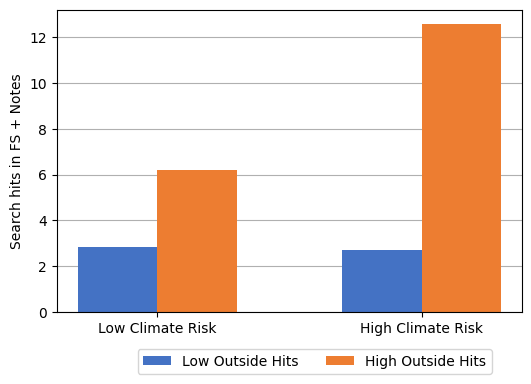 Search hits in FS + Notes
12
10
8
6
4
2
0
Low Climate Risk
High Climate Risk
Low Outside Hits
High Outside Hits